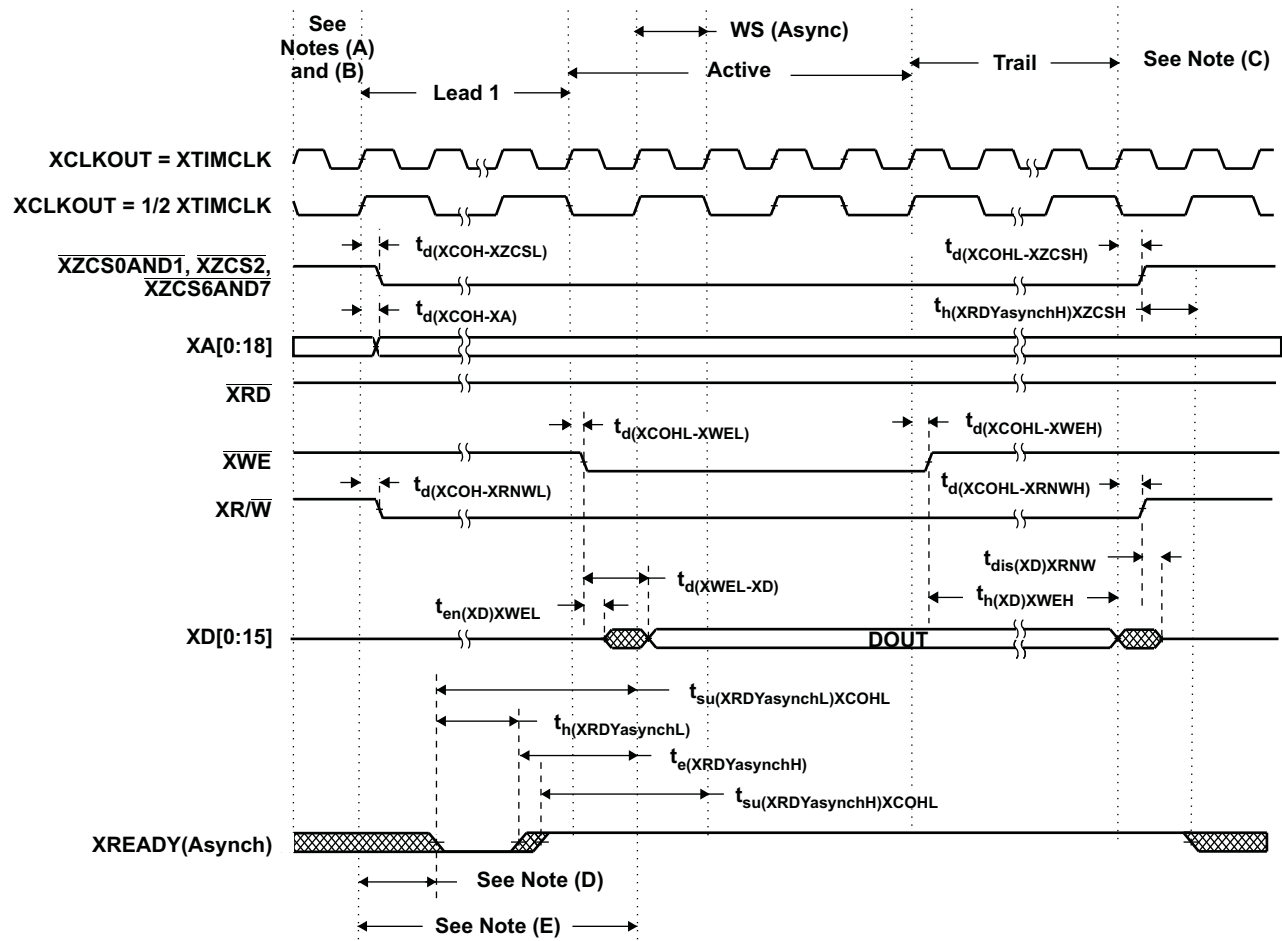 See
Notes (A)
and (B)
WS (Async)
Active
Trail
See Note (C)
Lead 1
XCLKOUT = XTIMCLK
XCLKOUT = 1/2 XTIMCLK
td(XCOH-XZCSL)
td(XCOHL-XZCSH)
XZCS0AND1, XZCS2,
XZCS6AND7
td(XCOH-XA)
th(XRDYasynchH)XZCSH
XA[0:18]
XRD
td(XCOHL-XWEL)
td(XCOHL-XWEH)
XWE
td(XCOH-XRNWL)
td(XCOHL-XRNWH)
XR/W
tdis(XD)XRNW
td(XWEL-XD)
th(XD)XWEH
ten(XD)XWEL
XD[0:15]
DOUT
tsu(XRDYasynchL)XCOHL
th(XRDYasynchL)
te(XRDYasynchH)
tsu(XRDYasynchH)XCOHL
XREADY(Asynch)
See Note (D)
See Note (E)